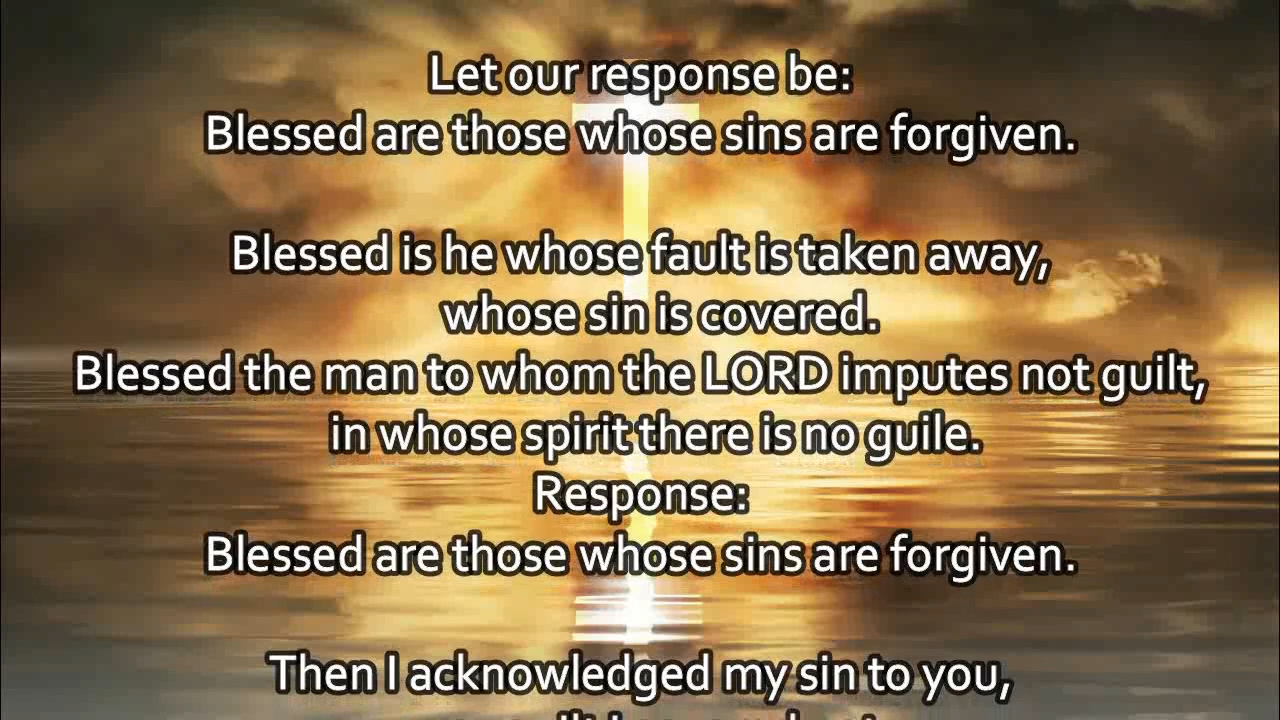 Let our response be:
Blessed are those whose sins are forgiven.
Blessed is he whose fault is taken away,
whose sin is covered.
Blessed the man to whom the LORD imputes not guilt,
in whose spirit there is no guile.
Response:
Blessed are those whose sins are forgiven.
Then I acknowledged my sin to you,